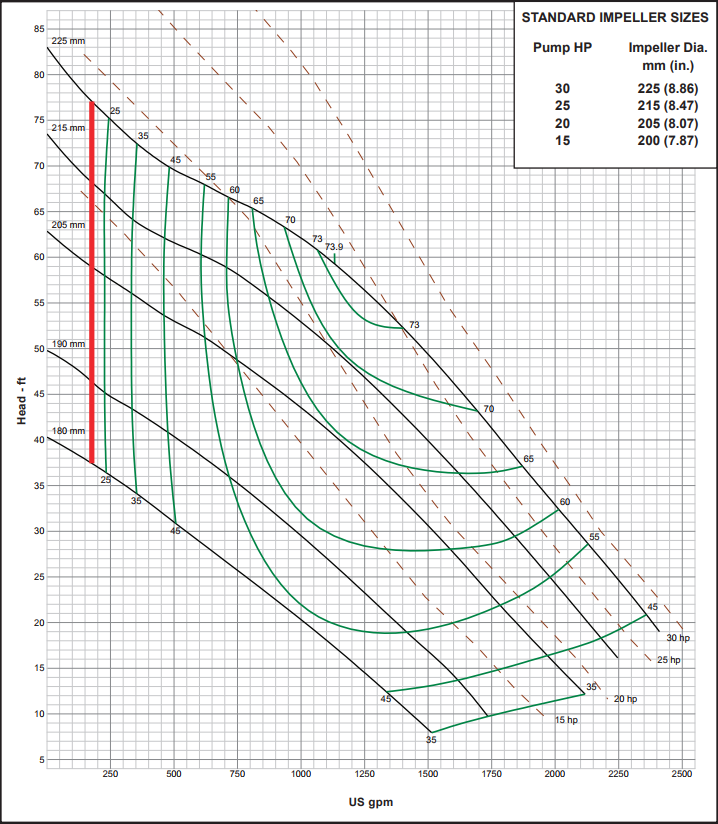 STANDARD IMPELLER SIZES
Pump HP Impeller Dia.
mm (in.)
30 225 (8.86)
25 215 (8.47)
20 205 (8.07)
15 200 (7.87)
85
225 mm
80
75
25
215 mm
35
70
45
55
60
65
65
70
205 mm
73
73.9
60
55
73
50
190 mm
45
70
180 mm
40
65
35
25
35
60
45
30
55
25
45
20
30 hp
25 hp
15
35
45
20 hp
10
15 hp
35
5
250 500 750 1000 1250 1500 1750 2000 2250 2500
Head - ft
US gpm